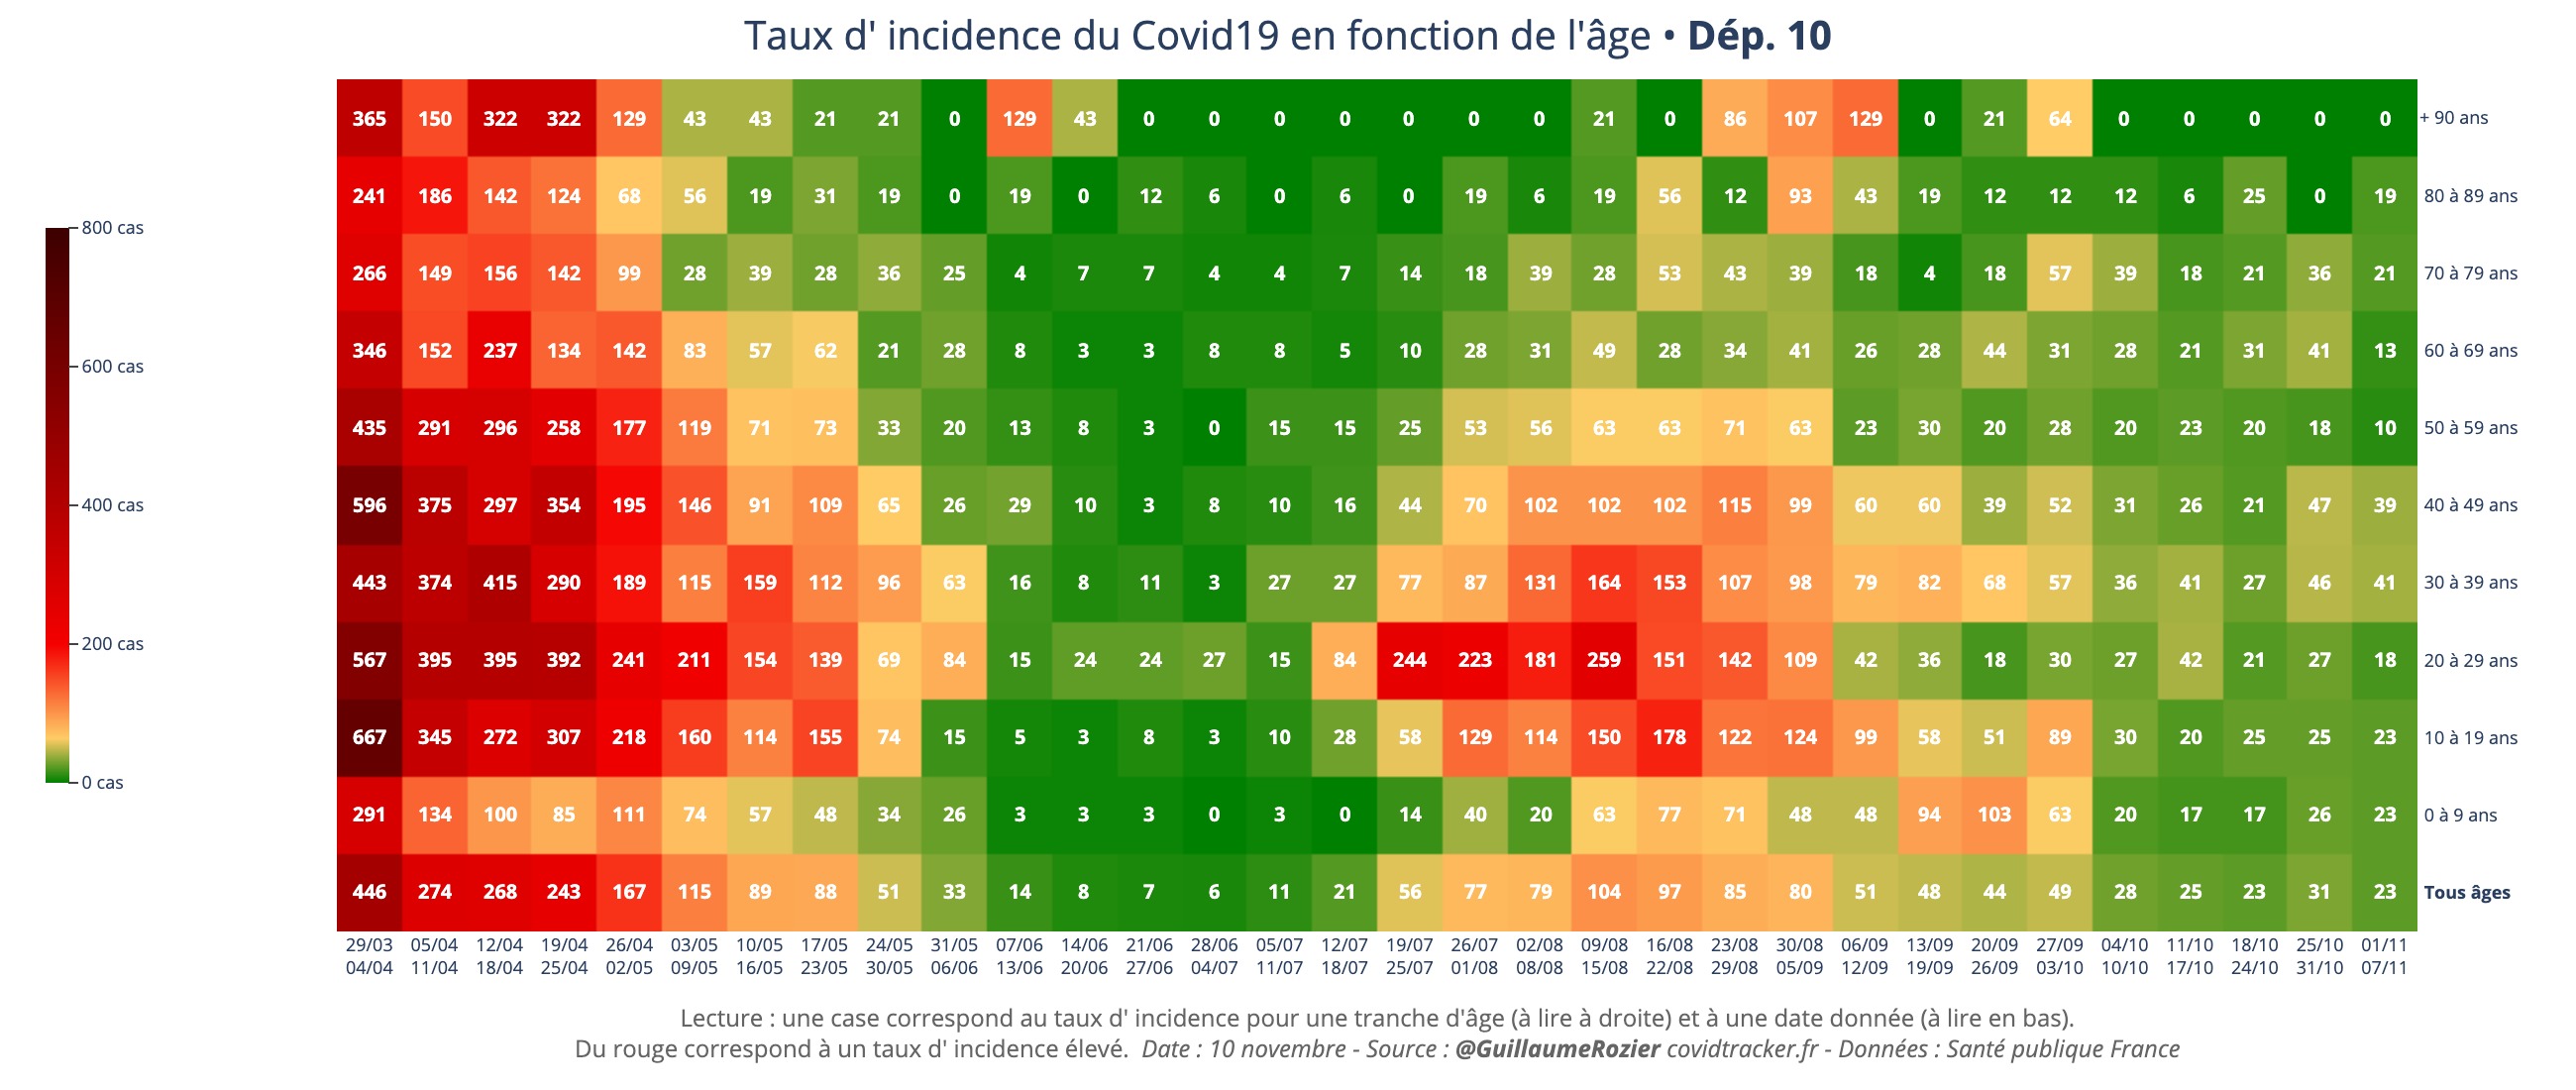 Taux d' incidence du Covid19 en fonction de l'âge • Dép. 10
365 150 322 322 129 43 43 21 21 0 129 43 0 0 0 0 0 0 0 21 0 86 107 129 0 21 64 0 0 0 0 0 + 90 ans
241 186 142 124 68 56 19 31 19 0 19 0 12 6 0 6 0 19 6 19 56 12 93 43 19 12 12 12 6 25 0 19 80 à 89 ans
800 cas
266 149 156 142 99 28 39 28 36 25 4 7 7 4 4 7 14 18 39 28 53 43 39 18 4 18 57 39 18 21 36 21 70 à 79 ans
346 152 237 134 142 83 57 62 21 28 8 3 3 8 8 5 10 28 31 49 28 34 41 26 28 44 31 28 21 31 41 13 60 à 69 ans
600 cas
435 291 296 258 177 119 71 73 33 20 13 8 3 0 15 15 25 53 56 63 63 71 63 23 30 20 28 20 23 20 18 10 50 à 59 ans
400 cas
596 375 297 354 195 146 91 109 65 26 29 10 3 8 10 16 44 70 102 102 102 115 99 60 60 39 52 31 26 21 47 39 40 à 49 ans
443 374 415 290 189 115 159 112 96 63 16 8 11 3 27 27 77 87 131 164 153 107 98 79 82 68 57 36 41 27 46 41 30 à 39 ans
200 cas
567 395 395 392 241 211 154 139 69 84 15 24 24 27 15 84 244 223 181 259 151 142 109 42 36 18 30 27 42 21 27 18 20 à 29 ans
667 345 272 307 218 160 114 155 74 15 5 3 8 3 10 28 58 129 114 150 178 122 124 99 58 51 89 30 20 25 25 23 10 à 19 ans
0 cas
291 134 100 85 111 74 57 48 34 26 3 3 3 0 3 0 14 40 20 63 77 71 48 48 94 103 63 20 17 17 26 23 0 à 9 ans
446 274 268 243 167 115 89 88 51 33 14 8 7 6 11 21 56 77 79 104 97 85 80 51 48 44 49 28 25 23 31 23 Tous âges
29/03 05/04 12/04 19/04 26/04 03/05 10/05 17/05 24/05 31/05 07/06 14/06 21/06 28/06 05/07 12/07 19/07 26/07 02/08 09/08 16/08 23/08 30/08 06/09 13/09 20/09 27/09 04/10 11/10 18/10 25/10 01/11
04/04 11/04 18/04 25/04 02/05 09/05 16/05 23/05 30/05 06/06 13/06 20/06 27/06 04/07 11/07 18/07 25/07 01/08 08/08 15/08 22/08 29/08 05/09 12/09 19/09 26/09 03/10 10/10 17/10 24/10 31/10 07/11
Lecture : une case correspond au taux d' incidence pour une tranche d'âge (à lire à droite) et à une date donnée (à lire en bas).
Du rouge correspond à un taux d' incidence élevé. Date : 10 novembre - Source : @GuillaumeRozier covidtracker.fr - Données : Santé publique France